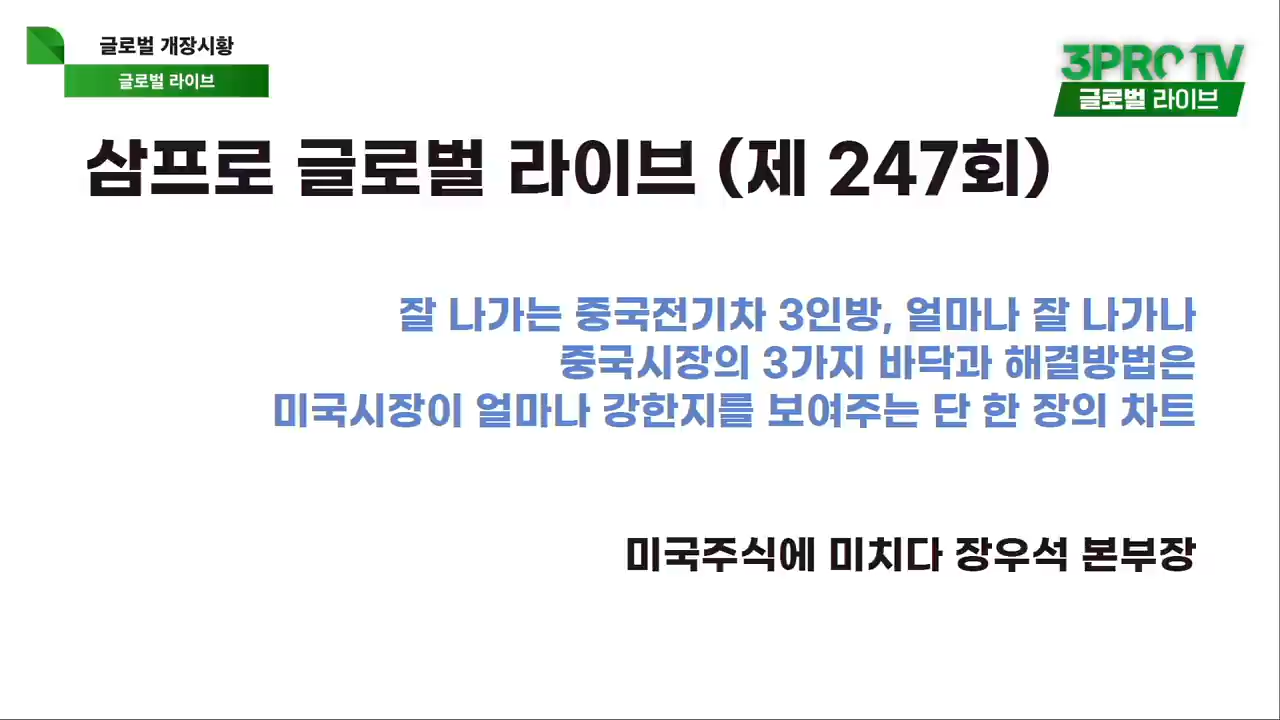 글로벌 개장시황
글로벌 라이브
3PRO TV
글로벌 라이브
삼프로 글로벌 라이브 (제 247회)
잘 나가는 중국전기차 3인방, 얼마나 잘 나가나
중국시장의 3가지 바닥과 해결방법은
미국시장이 얼마나 강한지를 보여주는 단 한 장의 차트
미국주식에 미치다 장우석 본부장